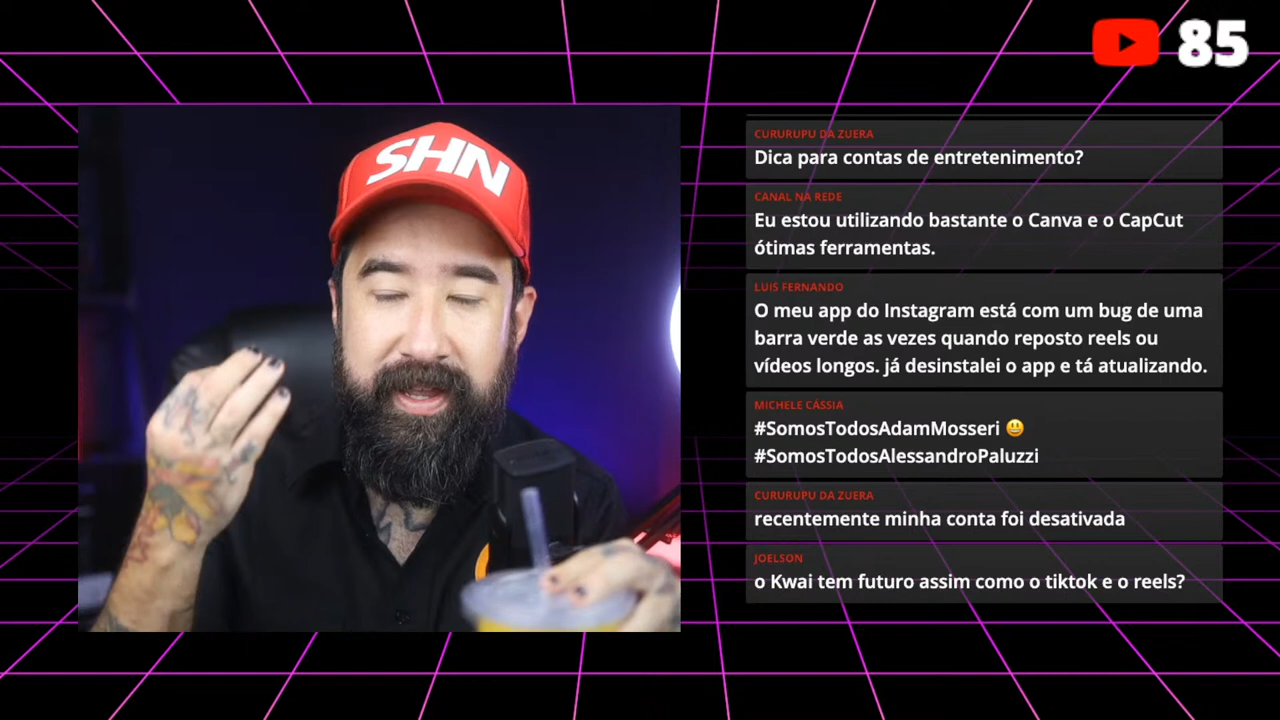 85
SHN
CURURUPU DA ZUERA
Dica para contas de entretenimento?
CANAL NA REDE
Eu estou utilizando bastante o Canva e o CapCut
ótimas ferramentas.
LUIS FERNANDO
O meu app do Instagram está com um bug de uma
barra verde as vezes quando reposto reels ou
vídeos longos. já desinstalei o app e tá atualizando.
MICHELE CÁSSIA
#SomosTodosAdamMosseri 😃
#SomosTodosAlessandroPaluzzi
CURURUPU DA ZUERA
recentemente minha conta foi desativada
JOELSON
o Kwai tem futuro assim como o tiktok e o reels?